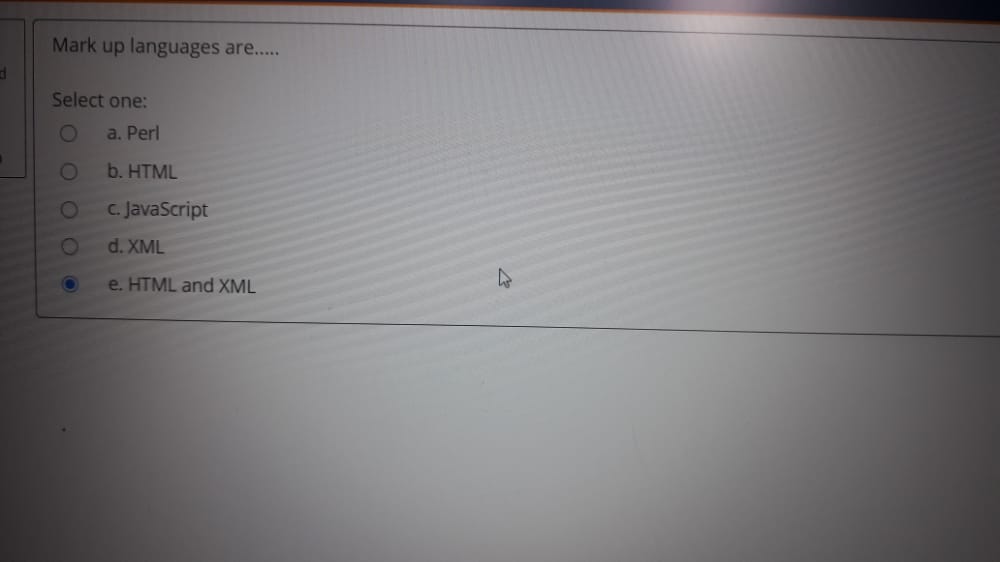 Mark up languages are.....
Select one:
a. Perl
b. HTML
c. JavaScript
d. XML
e. HTML and XML